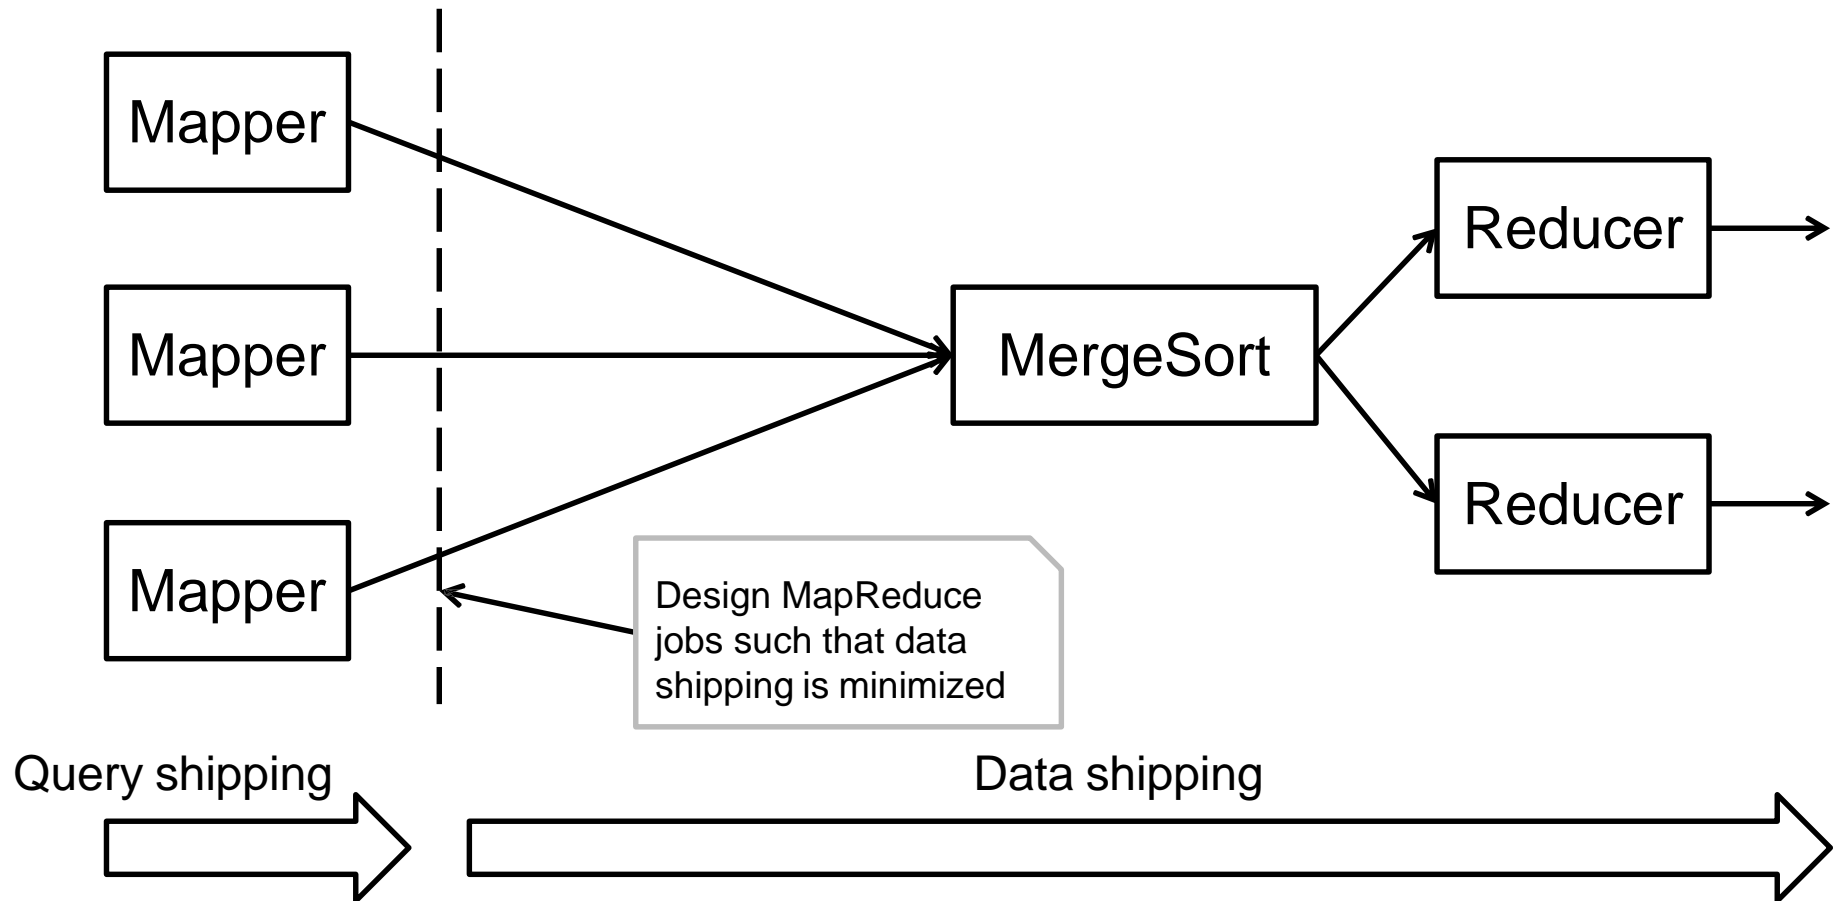 Mapper
Mapper
Mapper
MergeSort
Reducer
Reducer
Design MapReduce
jobs such that data
shipping is minimized
Query shipping
Data shipping